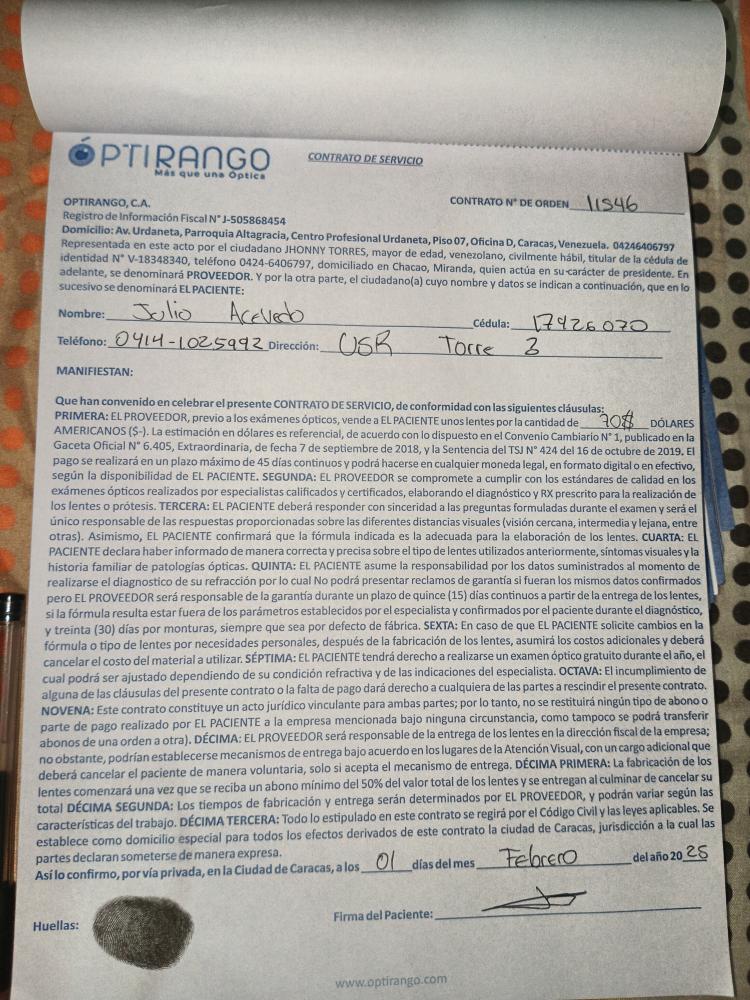 ÓPTIRANGO
Más que una Óptica
CONTRATO DE SERVICIO
OPTIRANGO, C.A.
CONTRATO N° DE ORDEN 11546
Registro de Información Fiscal N° J-505868454
Domicilio: Av. Urdaneta, Parroquia Altagracia, Centro Profesional Urdaneta, Piso 07, Oficina D, Caracas, Venezuela. 04246406797
Representada en este acto por el ciudadano JHONNY TORRES, mayor de edad, venezolano, civilmente hábil, titular de la cédula de
identidad N° V-18348340, teléfono 0424-6406797, domiciliado en Chacao, Miranda, quien actúa en su carácter de presidente. En
adelante, se denominará PROVEEDOR. Y por la otra parte, el ciudadano(a) cuyo nombre y datos se indican a continuación, que en lo
sucesivo se denominará EL PACIENTE:
Nombre: Julio Acevedo Cédula: 17926070
Teléfono: 0414-1025992 Dirección: Torre 3
MANIFIESTAN:
Que han convenido en celebrar el presente CONTRATO DE SERVICIO, de conformidad con las siguientes cláusulas:
PRIMERA: EL PROVEEDOR, previo a los exámenes ópticos, vende a EL PACIENTE unos lentes por la cantidad de 70$ DÓLARES
AMERICANOS ($-). La estimación en dólares es referencial, de acuerdo con lo dispuesto en el Convenio Cambiario N° 1, publicado en la
Gaceta Oficial N° 6.405, Extraordinaria, de fecha 7 de septiembre de 2018, y la Sentencia del TSJ N° 424 del 16 de octubre de 2019. El
pago se realizará en un plazo máximo de 45 días continuos y podrá hacerse en cualquier moneda legal, en formato digital o en efectivo,
según la disponibilidad de EL PACIENTE. SEGUNDA: EL PROVEEDOR se compromete a cumplir con los estándares de calidad en los
exámenes ópticos realizados por especialistas calificados y certificados, elaborando el diagnóstico y RX prescrito para la realización de
los lentes o prótesis. TERCERA: EL PACIENTE deberá responder con sinceridad a las preguntas formuladas durante el examen y será el
único responsable de las respuestas proporcionadas sobre las diferentes distancias visuales (visión cercana, intermedia y lejana, entre
otras). Asimismo, EL PACIENTE confirmará que la fórmula indicada es la adecuada para la elaboración de los lentes. CUARTA: EL
PACIENTE declara haber informado de manera correcta y precisa sobre el tipo de lentes utilizados anteriormente, síntomas visuales y la
historia familiar de patologías ópticas. QUINTA: EL PACIENTE asume la responsabilidad por los datos suministrados al momento de
realizarse el diagnostico de su refracción por lo cual No podrá presentar reclamos de garantía si fueran los mismos datos confirmados
pero EL PROVEEDOR será responsable de la garantía durante un plazo de quince (15) días continuos a partir de la entrega de los lentes,
si la fórmula resulta estar fuera de los parámetros establecidos por el especialista y confirmados por el paciente durante el diagnóstico,
y treinta (30) días por monturas, siempre que sea por defecto de fábrica. SEXTA: En caso de que EL PACIENTE solicite cambios en la
fórmula o tipo de lentes por necesidades personales, después de la fabricación de los lentes, asumirá los costos adicionales y deberá
cancelar el costo del material a utilizar. SÉPTIMA: EL PACIENTE tendrá derecho a realizarse un examen óptico gratuito durante el año, el
cual podrá ser ajustado dependiendo de su condición refractiva y de las indicaciones del especialista. OCTAVA: El incumplimiento de
alguna de las cláusulas del presente contrato o la falta de pago dará derecho a cualquiera de las partes a rescindir el presente contrato.
NOVENA: Este contrato constituye un acto jurídico vinculante para ambas partes; por lo tanto, no se restituirá ningún tipo de abono o
parte de pago realizado por EL PACIENTE a la empresa mencionada bajo ninguna circunstancia, como tampoco se podrá transferir
abonos de una orden a otra). DÉCIMA: EL PROVEEDOR será responsable de la entrega de los lentes en la dirección fiscal de la empresa;
no obstante, podrían establecerse mecanismos de entrega bajo acuerdo en los lugares de la Atención Visual, con un cargo adicional que
deberá cancelar el paciente de manera voluntaria, solo si acepta el mecanismo de entrega. DÉCIMA PRIMERA: La fabricación de los
lentes comenzará una vez que se reciba un abono mínimo del 50% del valor total de los lentes y se entregan al culminar de cancelar su
total DÉCIMA SEGUNDA: Los tiempos de fabricación y entrega serán determinados por EL PROVEEDOR, y podrán variar según las
características del trabajo. DÉCIMA TERCERA: Todo lo estipulado en este contrato se regirá por el Código Civil y las leyes aplicables. Se
establece como domicilio especial para todos los efectos derivados de este contrato la ciudad de Caracas, jurisdicción a la cual las
partes declaran someterse de manera expresa.
Así lo confirmo, por vía privada, en la Ciudad de Caracas, a los 01 días del mes Febrero del año 20 25
Huellas:
Firma del Paciente:
www.optirango.com